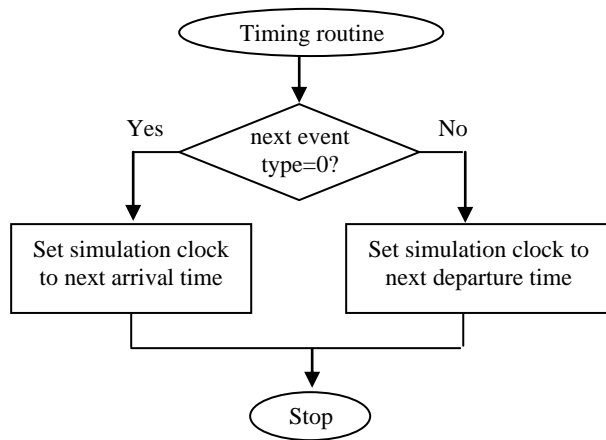 Timing routine
Yes
No
next event
type=0?
Set simulation clock
to next arrival time
Set simulation clock to
next departure time
Stop